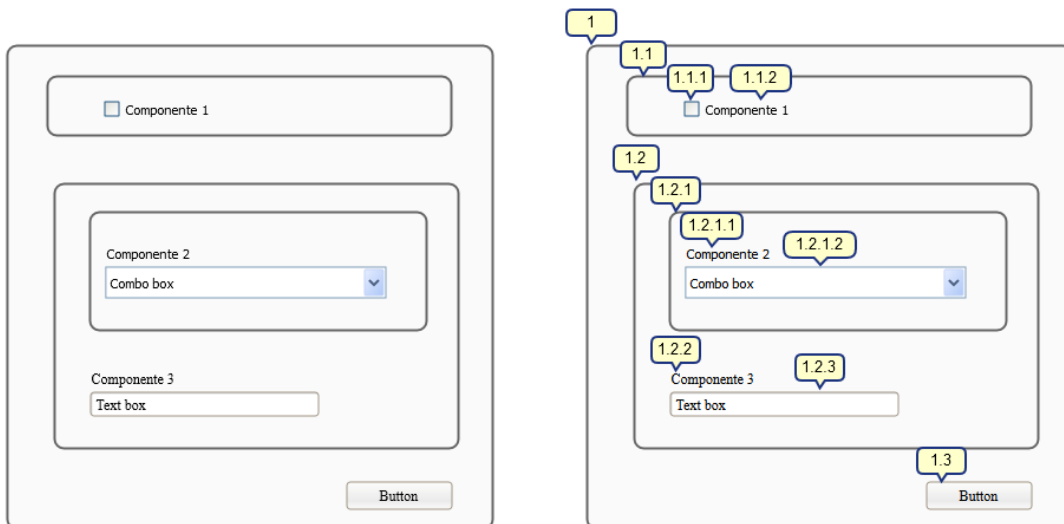 Componente 1
Componente 2
Combo box
Componente 3
Text box
Button
1
1.1
1.1.1
1.1.2
Componente 1
1.2
1.2.1
1.2.1.1
1.2.1.2
Componente 2
Combo box
1.2.2
1.2.3
Componente 3
Text box
1.3
Button